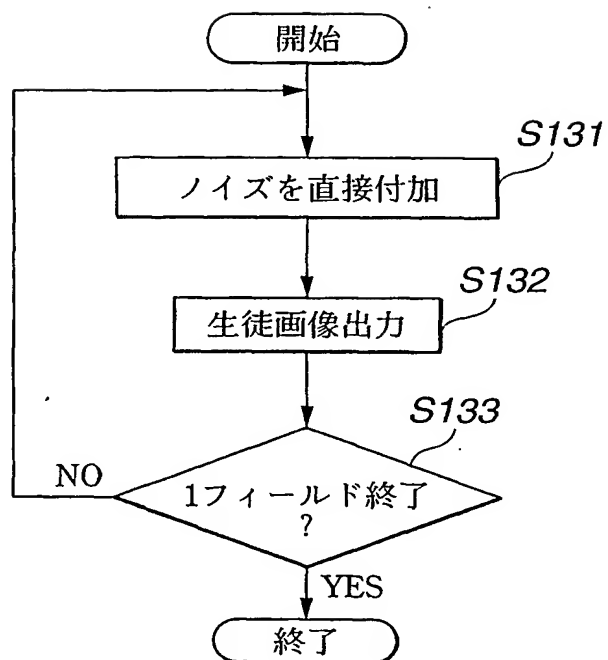 開始
S131
ノイズを直接付加
S132
生徒画像出力
S133
NO
1フィールド終了
?
YES
終了